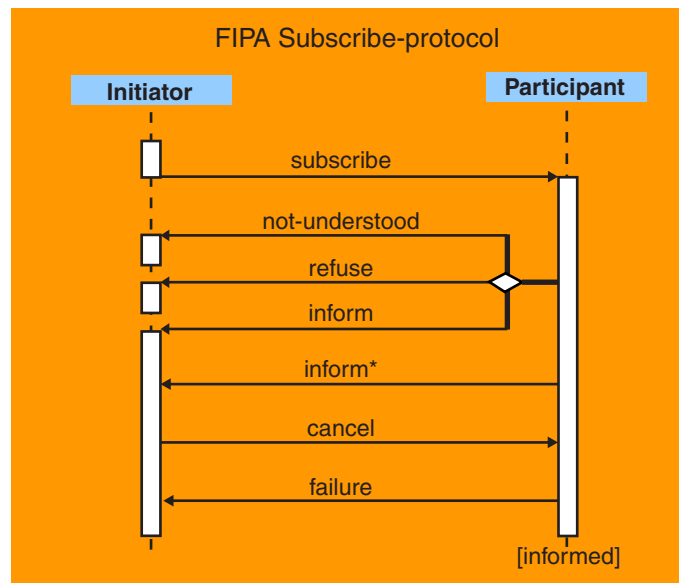 FIPA Subscribe-protocol
Initiator
Participant
subscribe
not-understood
refuse
inform
inform*
cancel
failure
[informed]